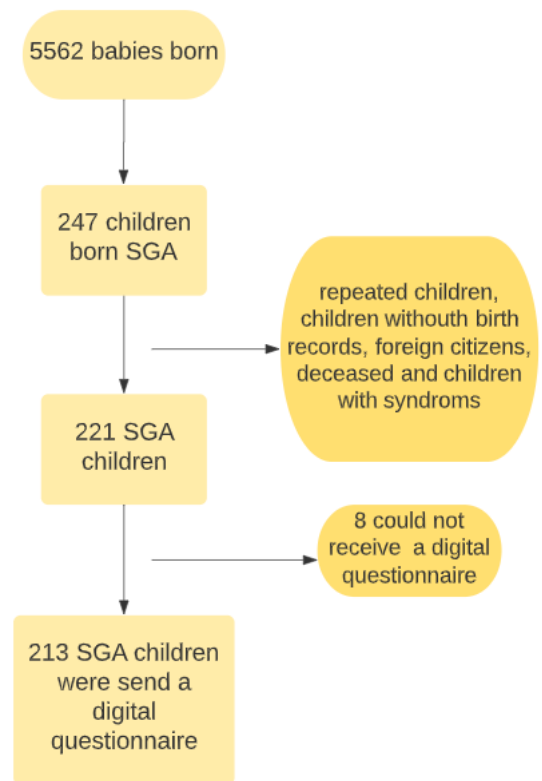 5562 babies born
247 children
born SGA
repeated children,
children withouth birth
records, foreign citizens,
deceased and children
with syndroms
221 SGA
children
8 could not
receive a digital
questionnaire
213 SGA children
were send a
digital
questionnaire